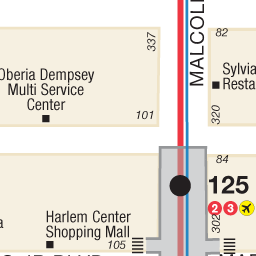 337
MALCOL
82
Oberia Dempsey
Multi Service
Center
101
Sylvia
Resta
320
84
125
2 3
302
Harlem Center
Shopping Mall
105